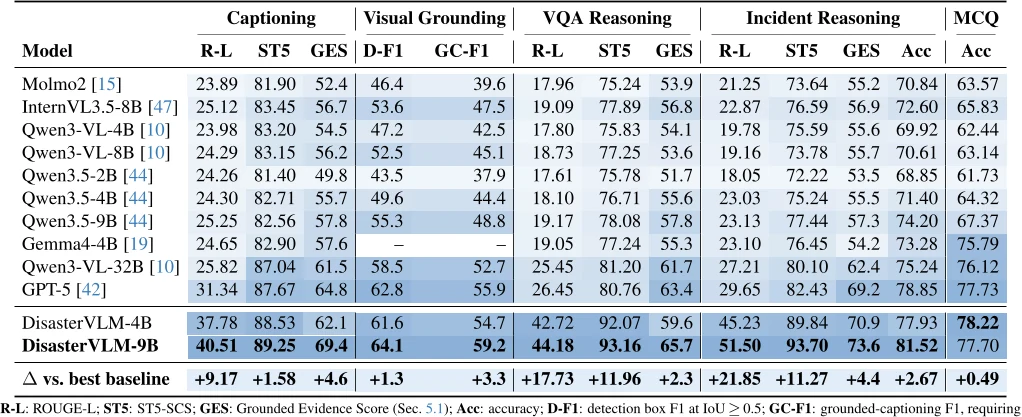 Captioning Visual Grounding VQA Reasoning Incident Reasoning MCQ
Model R-L ST5 GES D-F1 GC-F1 R-L ST5 GES R-L ST5 GES Acc Acc
Molmo2 [15] 23.89 81.90 52.4 46.4 39.6 17.96 75.24 53.9 21.25 73.64 55.2 70.84 63.57
InternVL3.5-8B [47] 25.12 83.45 56.7 53.6 47.5 19.09 77.89 56.8 22.87 76.59 56.9 72.60 65.83
Qwen3-VL-4B [10] 23.98 83.20 54.5 47.2 42.5 17.80 75.83 54.1 19.78 75.59 55.6 69.92 62.44
Qwen3-VL-8B [10] 24.29 83.15 56.2 52.5 45.1 18.73 77.25 53.6 19.16 73.78 55.7 70.61 63.14
Qwen3.5-2B [44] 24.26 81.40 49.8 43.5 37.9 17.61 75.78 51.7 18.05 72.22 53.5 68.85 61.73
Qwen3.5-4B [44] 24.30 82.71 55.7 49.6 44.4 18.10 76.71 55.6 23.03 75.24 55.5 71.40 64.32
Qwen3.5-9B [44] 25.25 82.56 57.8 55.3 48.8 19.17 78.08 57.8 23.13 77.44 57.3 74.20 67.37
Gemma4-4B [19] 24.65 82.90 57.6 – – 19.05 77.24 55.3 23.10 76.45 54.2 73.28 75.79
Qwen3-VL-32B [10] 25.82 87.04 61.5 58.5 52.7 25.45 81.20 61.7 27.21 80.10 62.4 75.24 76.12
GPT-5 [42] 31.34 87.67 64.8 62.8 55.9 26.45 80.76 63.4 29.65 82.43 69.2 78.85 77.73
DisasterVLM-4B 37.78 88.53 62.1 61.6 54.7 42.72 92.07 59.6 45.23 89.84 70.9 77.93 78.22
DisasterVLM-9B 40.51 89.25 69.4 64.1 59.2 44.18 93.16 65.7 51.50 93.70 73.6 81.52 77.70
Δ vs. best baseline +9.17 +1.58 +4.6 +1.3 +3.3 +17.73 +11.96 +2.3 +21.85 +11.27 +4.4 +2.67 +0.49
R-L: ROUGE-L; ST5: ST5-SCS; GES: Grounded Evidence Score (Sec. 5.1); Acc: accuracy; D-F1: detection box F1 at IoU ≥ 0.5; GC-F1: grounded-captioning F1, requiring